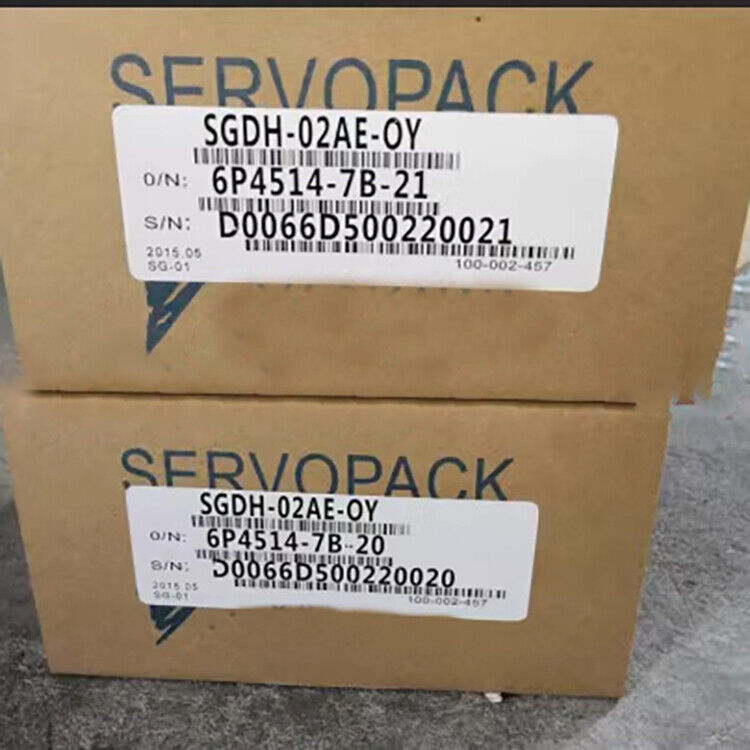 SERVOPACK
SGDH-02AE-OY
O/N: 6P4514-7B-21
S/N: D0066D500220021
2015.05
SG-01
100-002-457
SERVOPACK
SGDH-02AE-OY
O/N: 6P4514-7B-20
S/N: D0066D500220020
2015.05
SG-01
100-002-457